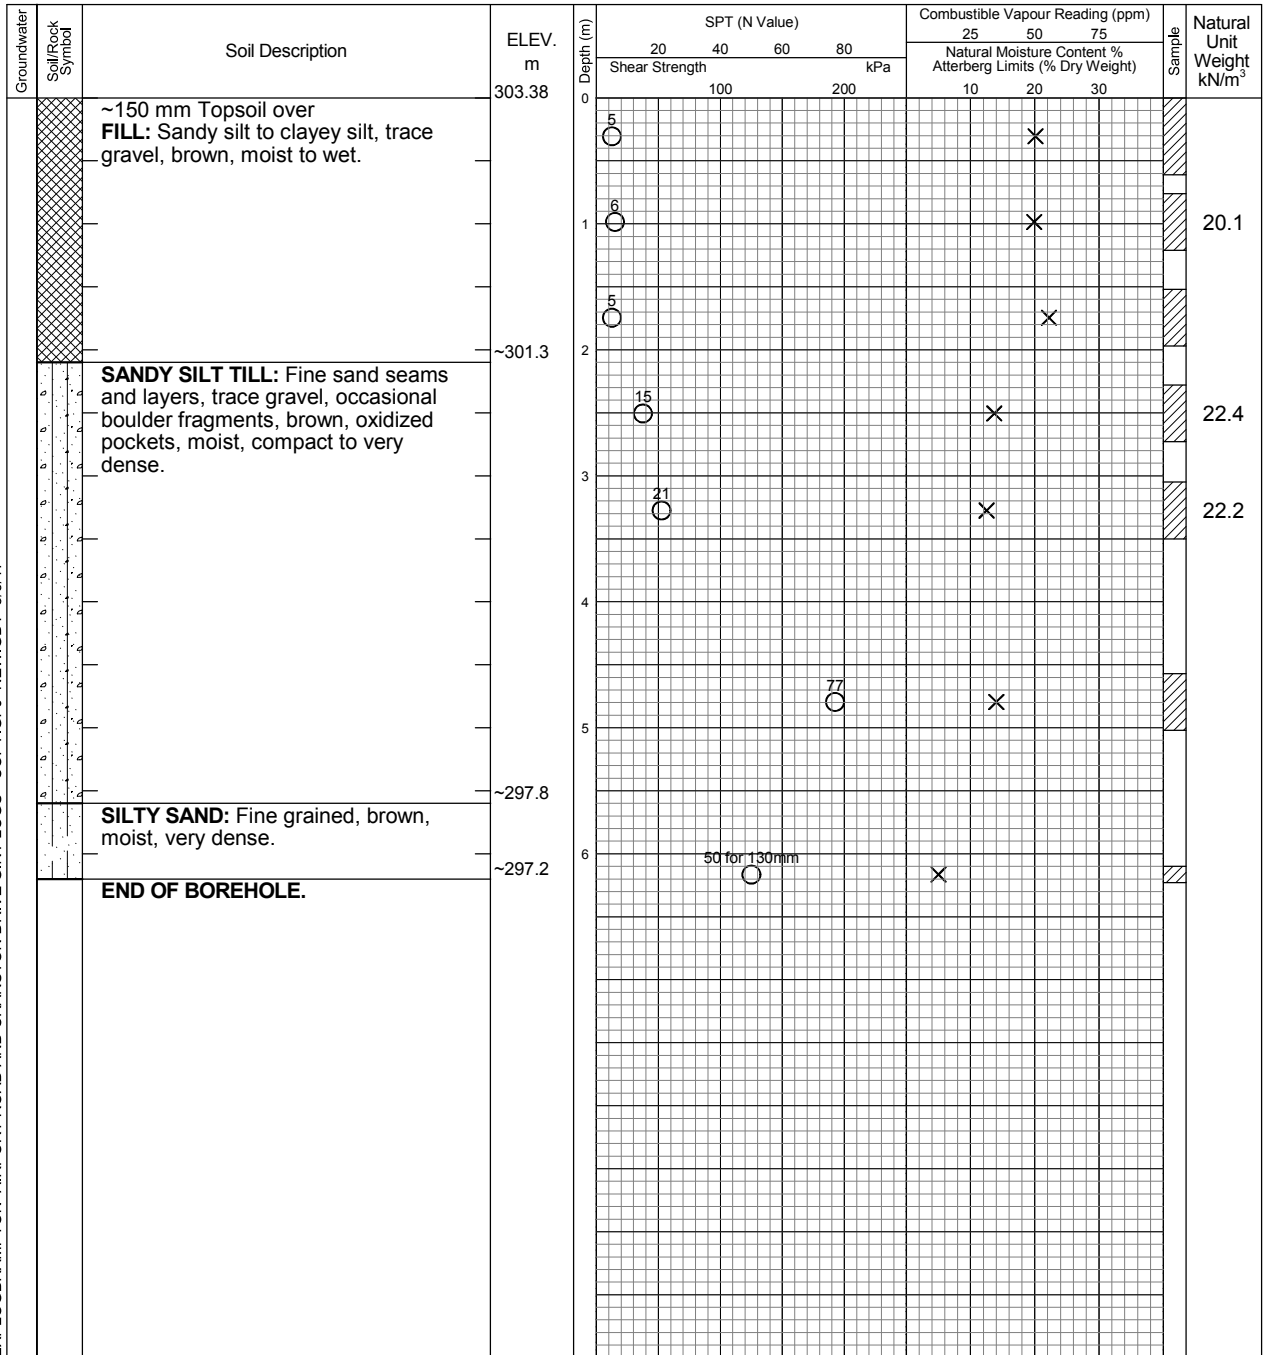 Groundwater
Soil/Rock
Symbol
Soil Description
ELEV.
m
303.38
Depth (m)
SPT (N Value)
20 40 60 80
Shear Strength kPa
100 200
Combustible Vapour Reading (ppm)
25 50 75
Natural Moisture Content %
Atterberg Limits (% Dry Weight)
10 20 30
Sample
Natural
Unit
Weight
kN/m3
0
~150 mm Topsoil over
FILL: Sandy silt to clayey silt, trace
gravel, brown, moist to wet.
5
6
1
20.1
5
~301.3
2
SANDY SILT TILL: Fine sand seams
and layers, trace gravel, occasional
boulder fragments, brown, oxidized
pockets, moist, compact to very
dense.
15
22.4
3
21
22.2
4
77
5
~297.8
SILTY SAND: Fine grained, brown,
moist, very dense.
6
50 for 130mm
~297.2
END OF BOREHOLE.